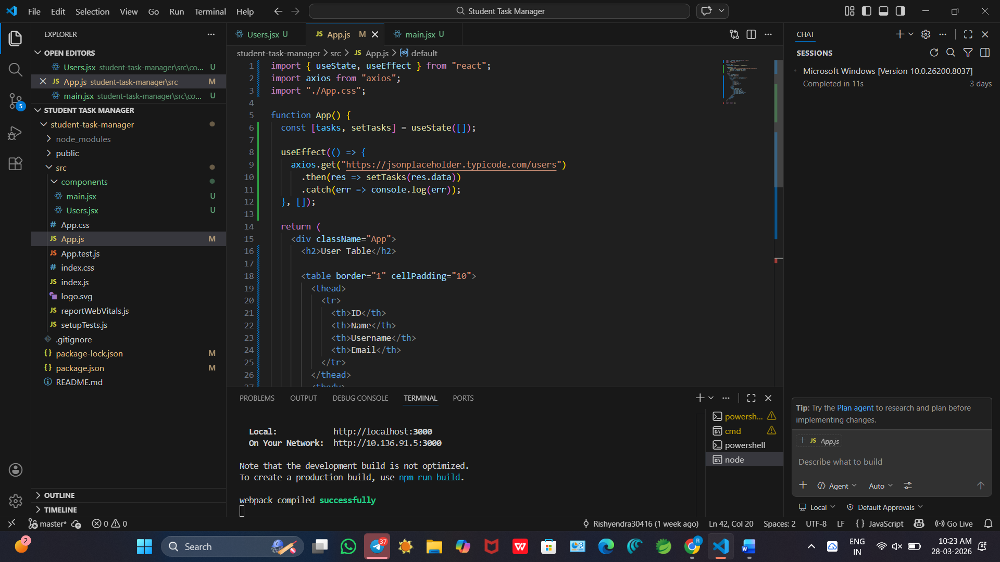 File Edit Selection View Go Run Terminal Help
Student Task Manager
EXPLORER
OPEN EDITORS
Users.jsx student-task-manager\src\co... U
App.js student-task-manager\src M
main.jsx student-task-manager\src\co... U
STUDENT TASK MANAGER
student-task-manager
node_modules
public
src
components
main.jsx U
Users.jsx U
App.css
App.js M
App.test.js
index.css
index.js
logo.svg
reportWebVitals.js
setupTests.js
.gitignore
package-lock.json M
package.json M
README.md
OUTLINE
TIMELINE
5
Users.jsx U
App.js M
main.jsx U
student-task-manager > src > JS App.js > default
1 import { useState, useEffect } from "react";
2 import axios from "axios";
3 import "./App.css";
4
5 function App() {
6 const [tasks, setTasks] = useState([]);
7
8 useEffect(() => {
9 axios.get("https://jsonplaceholder.typicode.com/users")
10 .then(res => setTasks(res.data))
11 .catch(err => console.log(err));
12 }, []);
13
14 return (
15 <div className="App">
16 <h2>User Table</h2>
17
18 <table border="1" cellPadding="10">
19 <thead>
20 <tr>
21 <th>ID</th>
22 <th>Name</th>
23 <th>Username</th>
24 <th>Email</th>
25 </tr>
26 </thead>
27 <tbody>
PROBLEMS OUTPUT DEBUG CONSOLE TERMINAL PORTS
Local: http://localhost:3000
On Your Network: http://10.136.91.5:3000
Note that the development build is not optimized.
To create a production build, use npm run build.
webpack compiled successfully
powersh...
cmd
powershell
node
CHAT
SESSIONS
Microsoft Windows [Version 10.0.26200.8037]
Completed in 11s 3 days
Tip: Try the Plan agent to research and plan before
implementing changes.
JS App.js
Describe what to build
Agent Auto
Local Default Approvals
master* 0 0
Rishyendra30416 (1 week ago) Ln 42, Col 20 Spaces: 2 UTF-8 LF { } JavaScript Go Live
2
Search
37
W
R
W
ENG
IN
10:23 AM
28-03-2026